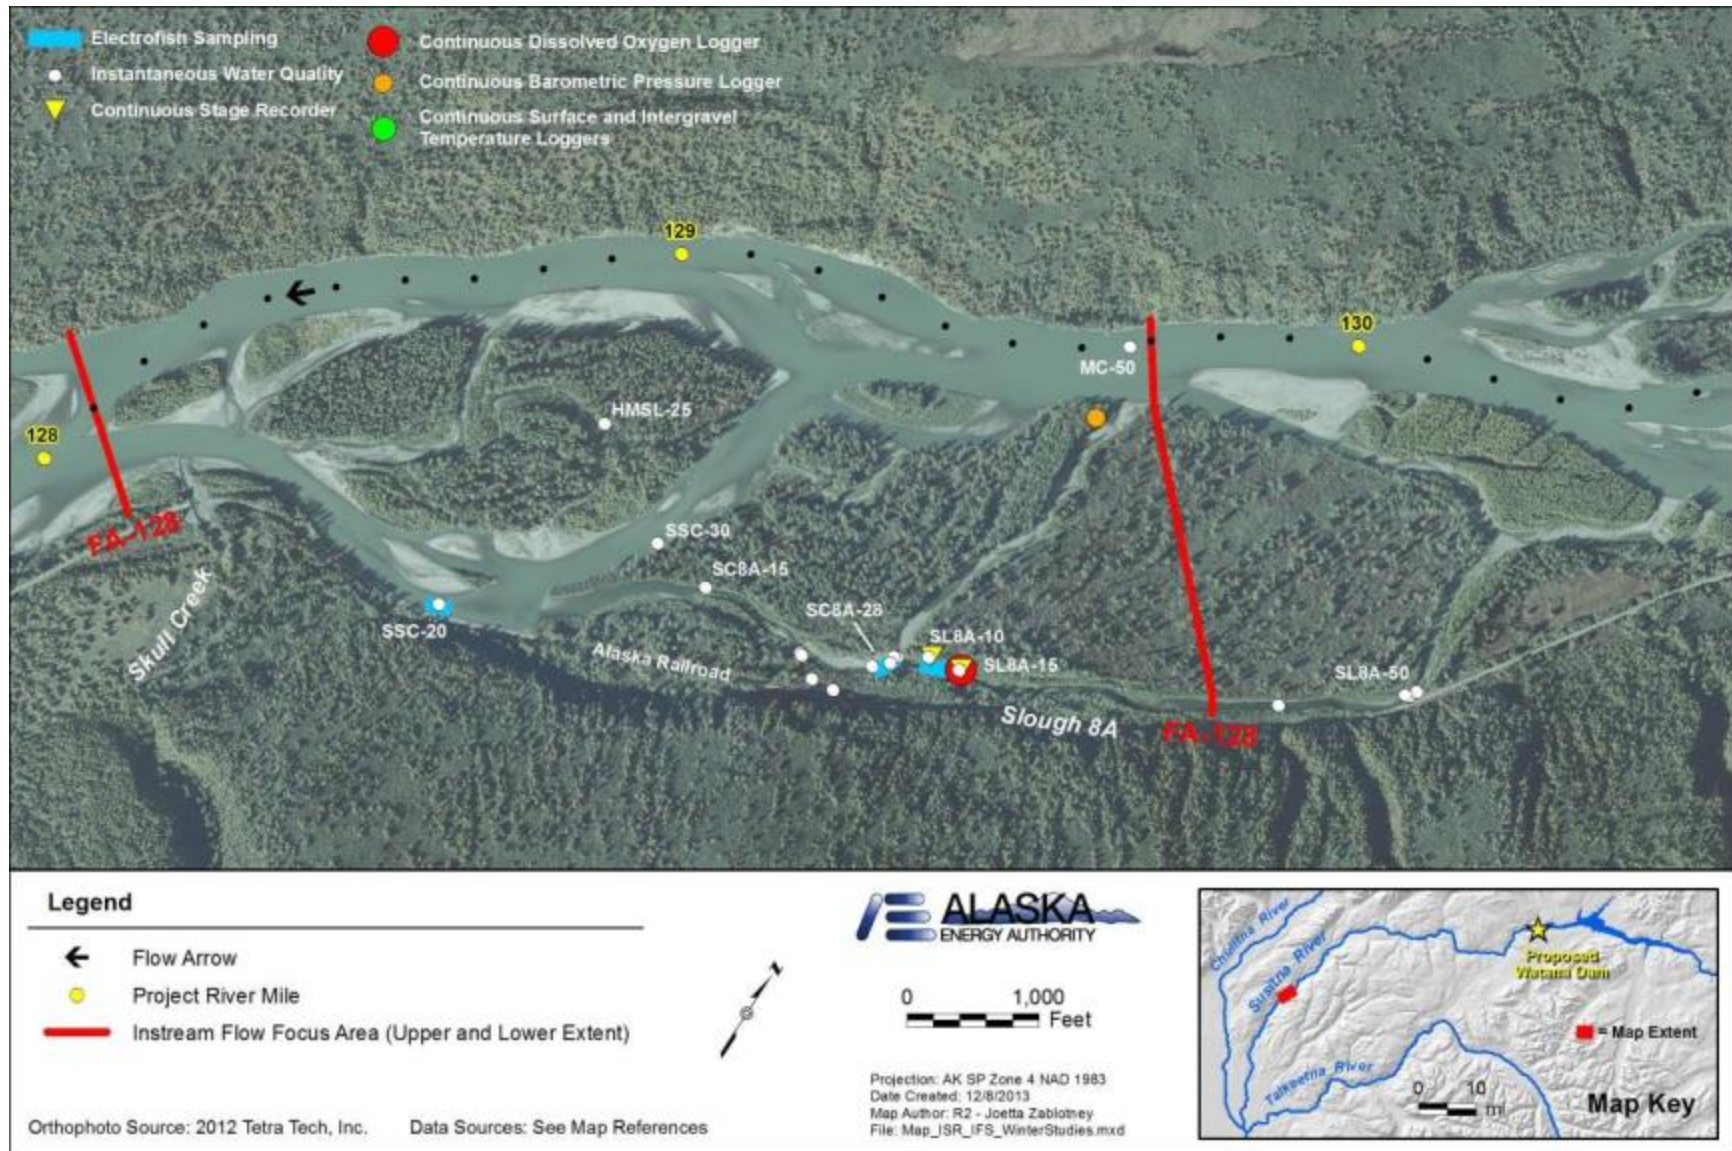 Electrofish Sampling
Instantaneous Water Quality
Continuous Stage Recorder
Continuous Dissolved Oxygen Logger
Continuous Barometric Pressure Logger
Continuous Surface and Intergravel
Temperature Loggers
129
130
MC-50
HMSL-25
128
FA-128
SSC-30
SC8A-15
Skull Creek
SSC-20
SC8A-28
SL8A-10
SL8A-15
Alaska Railroad
SL8A-50
Slough 8A
FA-128
Legend
Flow Arrow
Project River Mile
Instream Flow Focus Area (Upper and Lower Extent)
Orthophoto Source: 2012 Tetra Tech, Inc.
Data Sources: See Map References
N
ALASKA
ENERGY AUTHORITY
0 1,000
Feet
Projection: AK SP Zone 4 NAD 1983
Date Created: 12/8/2013
Map Author: R2 - Joetta Zablotney
File: Map_ISR_IFS_WinterStudies.mxd
Chulitna River
Susitna River
Proposed
Watana Dam
= Map Extent
Talkeetna River
0 10
mi
Map Key